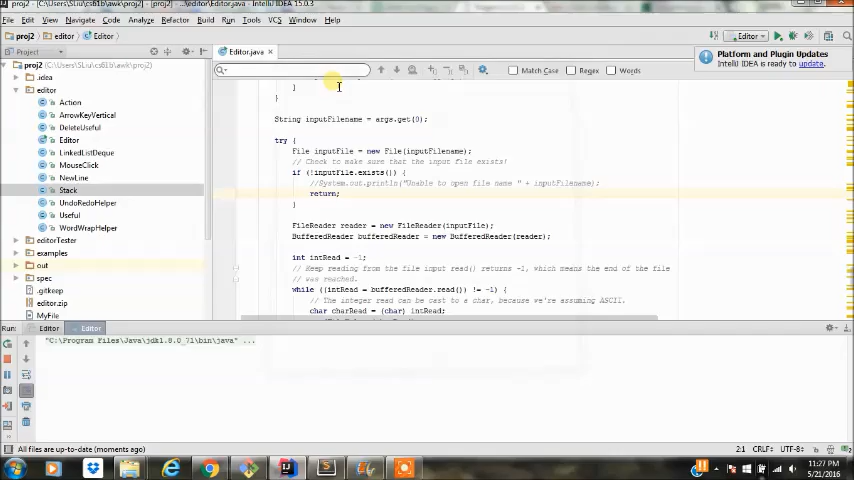 proj2 - [C:\Users\SLiu\cs61b\awk\proj2] - [proj2] - ...\editor\Editor.java - IntelliJ IDEA 15.0.3
File Edit View Navigate Code Analyze Refactor Build Run Tools VCS Window Help
proj2 editor Editor
Editor
Project
Editor.java
Platform and Plugin Updates
IntelliJ IDEA is ready to update.
Match Case Regex Words
proj2
.idea
editor
Action
ArrowKeyVertical
DeleteUseful
Editor
LinkedListDeque
MouseClick
NewLine
Stack
UndoRedoHelper
Useful
WordWrapHelper
editorTester
examples
out
spec
.gitkeep
editor.zip
MyFile
}
}
String inputFilename = args.get(0);
try {
File inputFile = new File(inputFilename);
// Check to make sure that the input file exists!
if (!inputFile.exists()) {
//System.out.println("Unable to open file name " + inputFilename);
return;
}
FileReader reader = new FileReader(inputFile);
BufferedReader bufferedReader = new BufferedReader(reader);
int intRead = -1;
// Keep reading from the file input read() returns -1, which means the end of the file
// was reached.
while ((intRead = bufferedReader.read()) != -1) {
// The integer read can be cast to a char, because we're assuming ASCII.
char charRead = (char) intRead;
Run: Editor Editor
"C:\Program Files\Java\jdk1.8.0_71\bin\java" ...
All files are up-to-date (moments ago)
2:1 CRLF÷ UTF-8÷
11:27 PM
5/21/2016